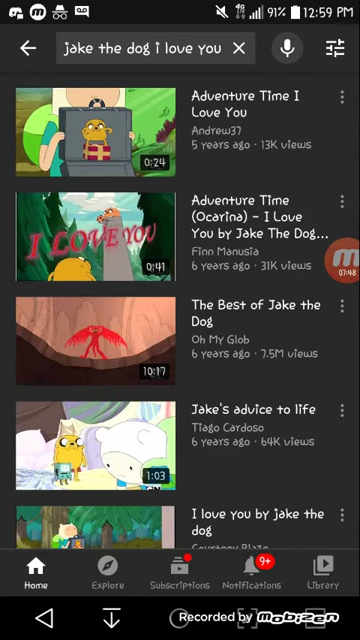 91% 12:59 PM
jake the dog i love you
Adventure Time I
Love You
Andrew37
5 years ago · 13K views
0:24
Adventure Time
(Ocarina) - I Love
You by Jake The Dog...
Finn Manusia
6 years ago · 31K views
I LOVE YOU
0:41
07:48
The Best of Jake the
Dog
Oh My Glob
6 years ago · 7.5M views
10:17
Jake's advice to life
Tiago Cardoso
6 years ago · 64K views
1:03
I love you by jake the
dog
9+
Home Explore Subscriptions Notifications Library
Recorded by Mobizen